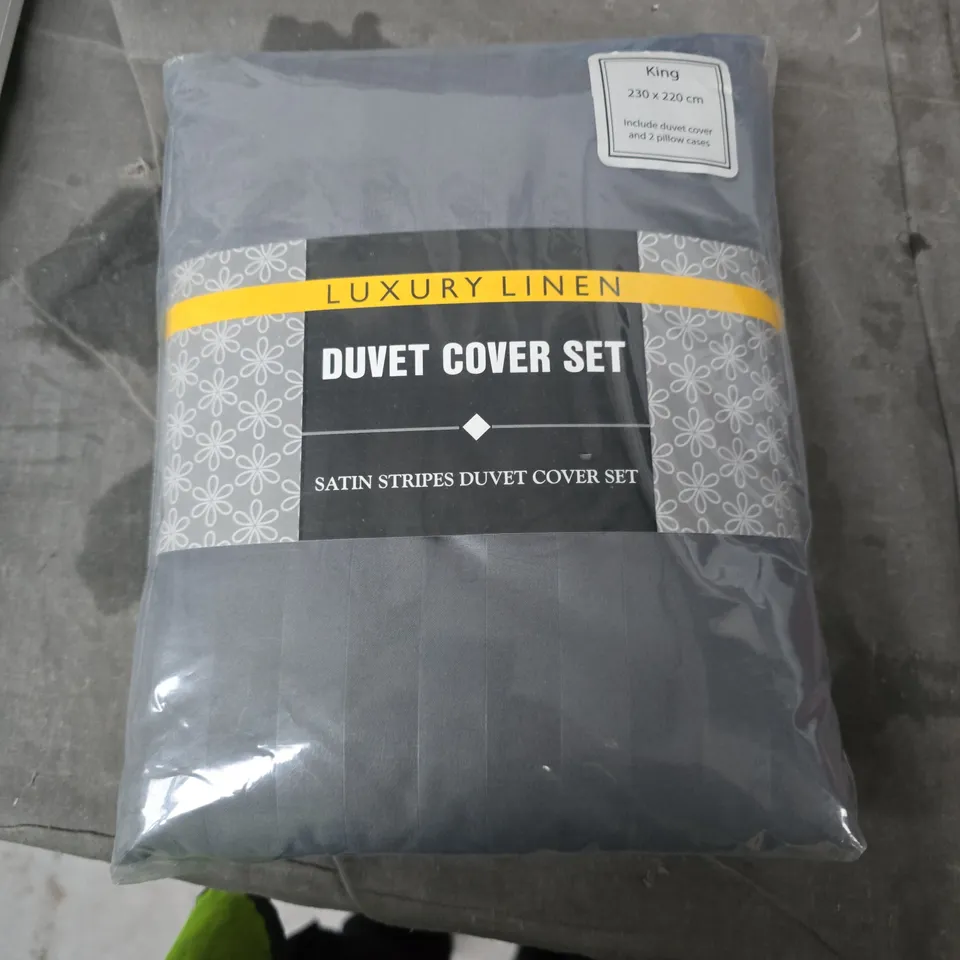 King
230 x 220 cm
Include duvet cover
and 2 pillow cases
LUXURY LINEN
DUVET COVER SET
SATIN STRIPES DUVET COVER SET